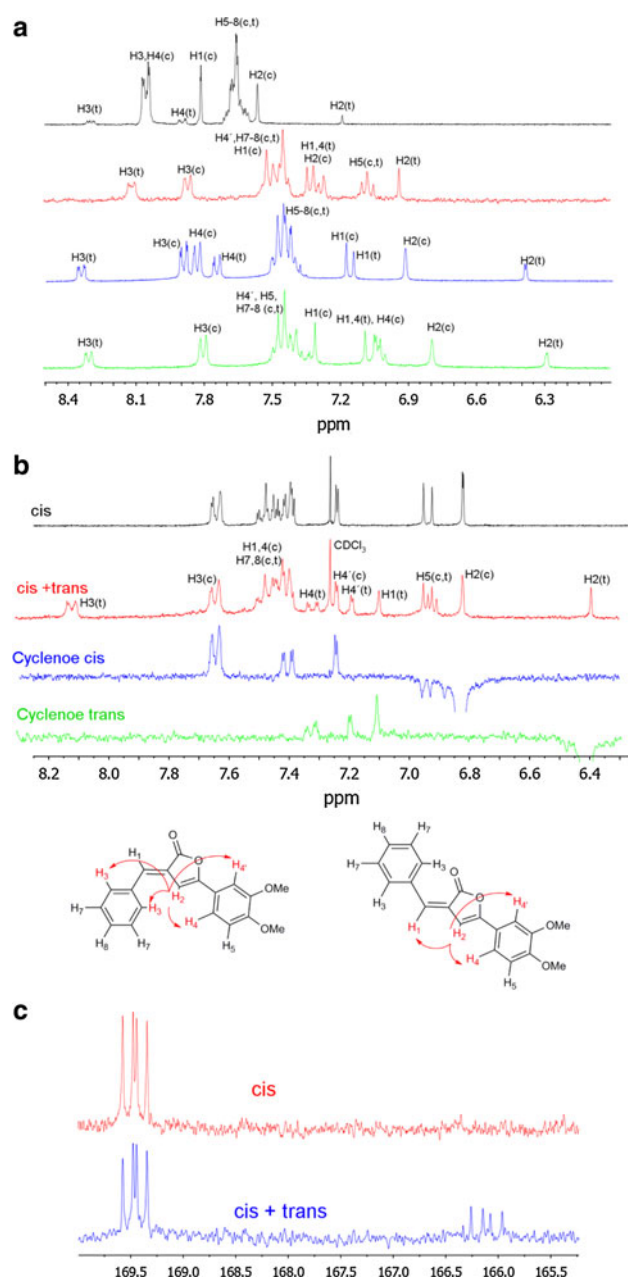 a
H3,H4(c) H1(c) H5-8(c,t) H2(c)
H3(t) H4(t) H2(t)
H4´,H7-8(c,t) H1,4(t)
H3(t) H3(c) H1(c) H2(c) H5(c,t) H2(t)
H5-8(c,t)
H3(t) H3(c) H4(c) H4(t) H1(c) H1(t) H2(c) H2(t)
H4´, H5,
H7-8 (c,t)
H3(t) H3(c) H1(c) H1,4(t), H4(c) H2(c) H2(t)
8.4 8.1 7.8 7.5 7.2 6.9 6.6 6.3
ppm
b
cis
CDCl3
cis +trans H3(t) H3(c) H1,4(c)
H7,8(c,t) H4(t) H4´(c)
H4´(t) H1(t) H5(c,t) H2(c) H2(t)
Cyclenoe cis
Cyclenoe trans
8.2 8.0 7.8 7.6 7.4 7.2 7.0 6.8 6.6 6.4
ppm
O H1 O H4' H3 H2 H3 OMe H7 H4 OMe H8 H7 H5
H8 H7 H7 H3 O O H3 H4' H1 H2 OMe H4 OMe H5
c
cis
cis + trans
169.5 169.0 168.5 168.0 167.5 167.0 166.5 166.0 165.5